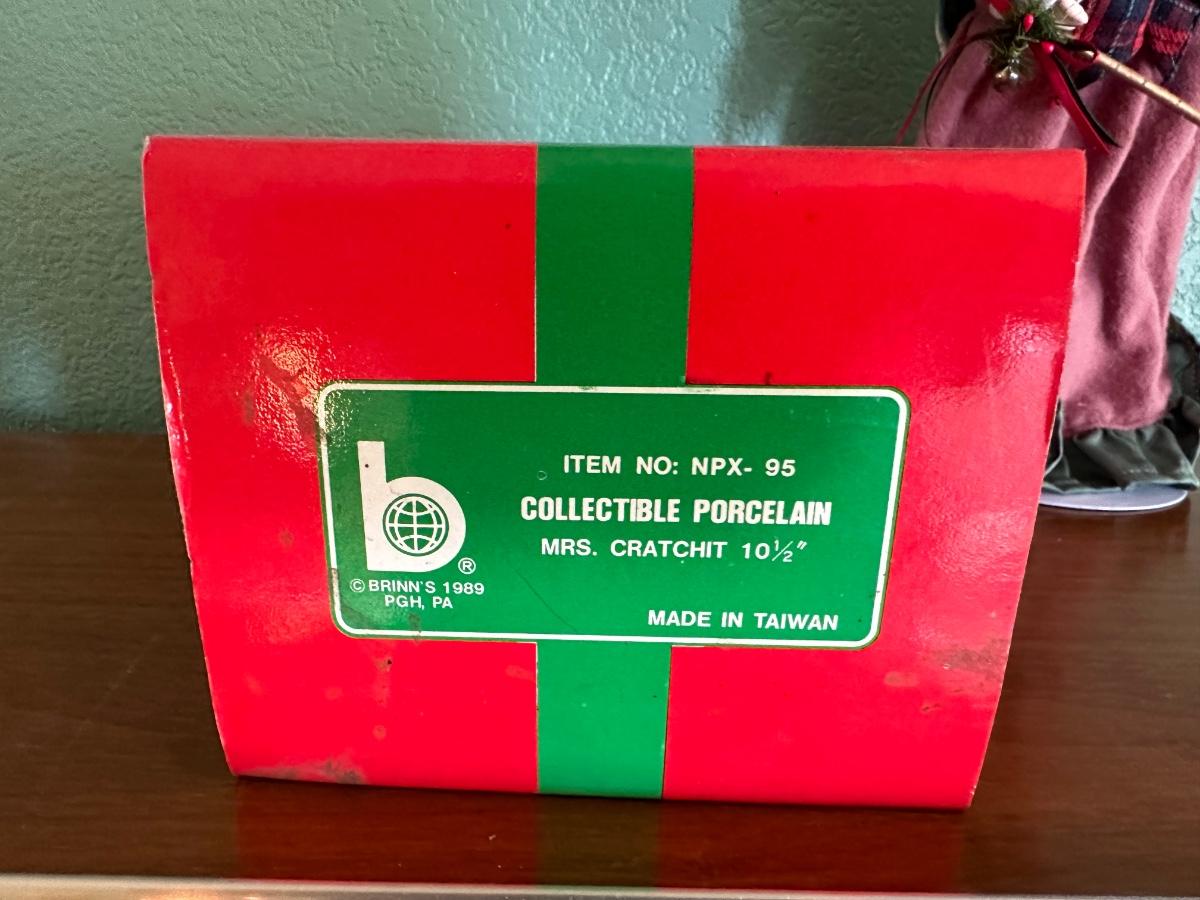 b®
© BRINN'S 1989
PGH, PA
ITEM NO: NPX- 95
COLLECTIBLE PORCELAIN
MRS. CRATCHIT 10½"
MADE IN TAIWAN